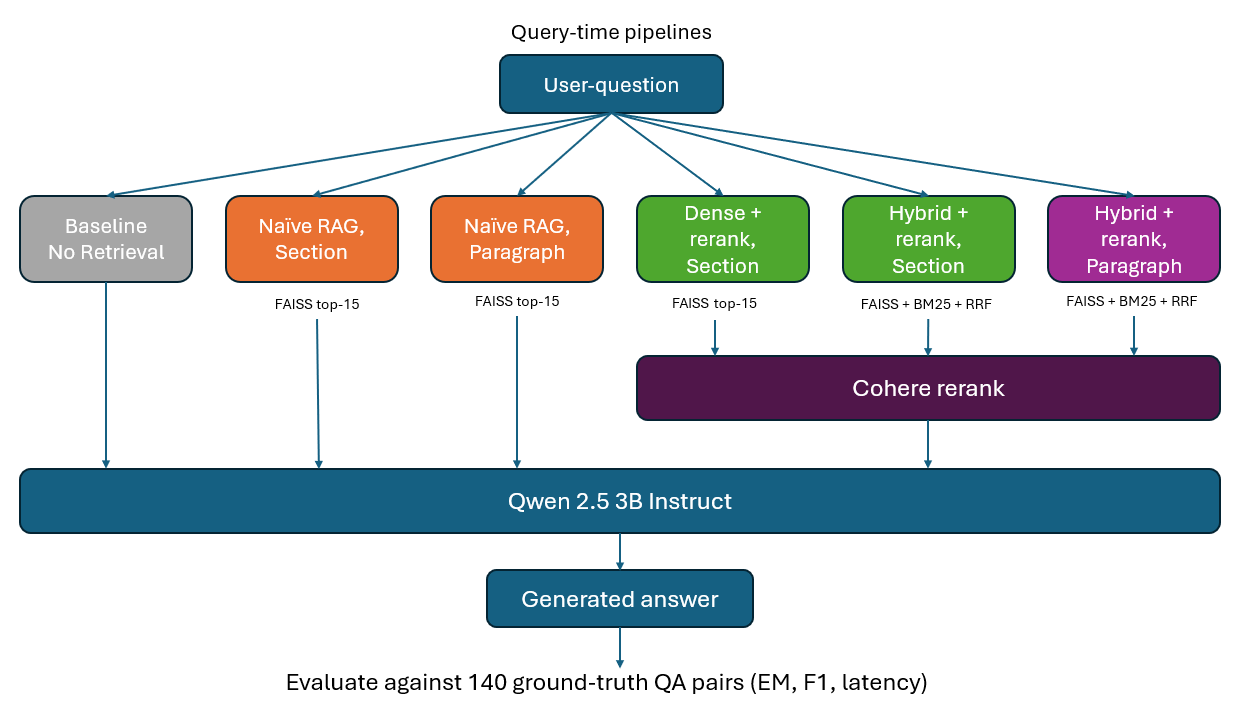 Query-time pipelines
User-question
Baseline
No Retrieval
Naïve RAG,
Section
Naïve RAG,
Paragraph
Dense +
rerank,
Section
Hybrid +
rerank,
Section
Hybrid +
rerank,
Paragraph
FAISS top-15
FAISS top-15
FAISS top-15
FAISS + BM25 + RRF
FAISS + BM25 + RRF
Cohere rerank
Qwen 2.5 3B Instruct
Generated answer
Evaluate against 140 ground-truth QA pairs (EM, F1, latency)